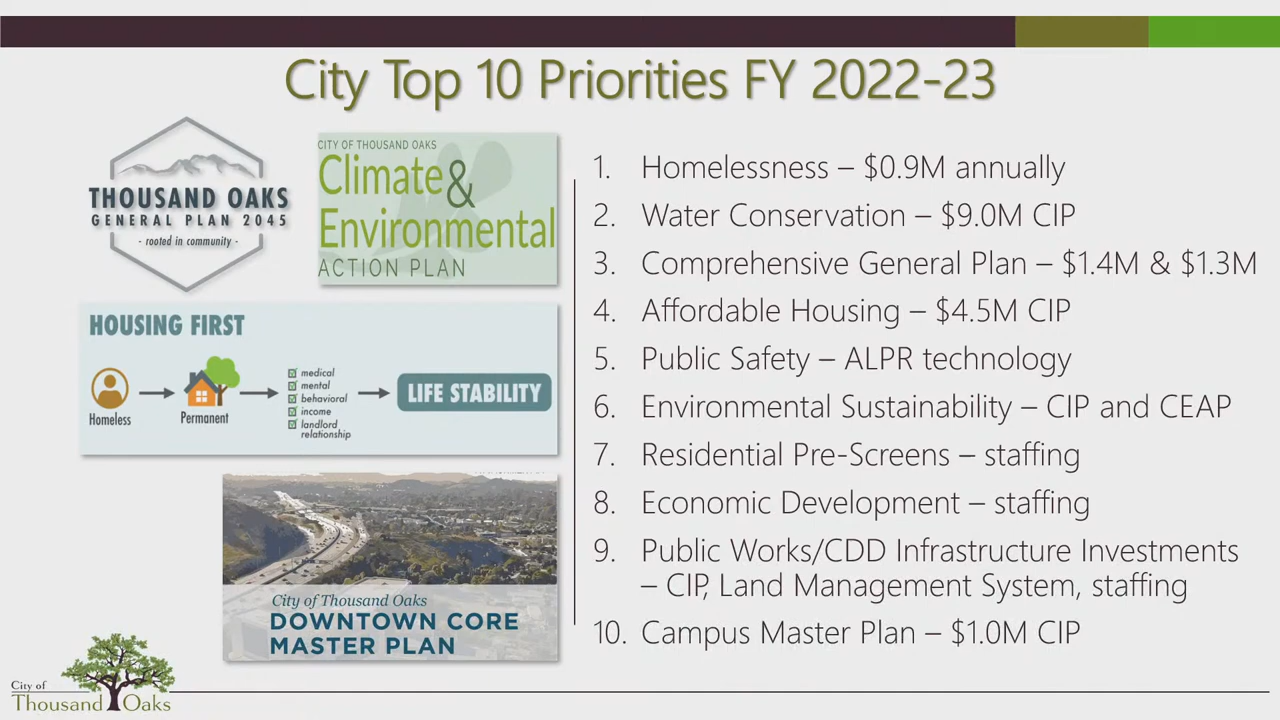 City Top 10 Priorities FY 2022-23
THOUSAND OAKS
GENERAL PLAN 2045
- rooted in community -
CITY OF THOUSAND OAKS
Climate &
Environmental
ACTION PLAN
HOUSING FIRST
Homeless
Permanent
medical
mental
behavioral
income
landlord
relationship
LIFE STABILITY
City of Thousand Oaks
DOWNTOWN CORE
MASTER PLAN
1. Homelessness – $0.9M annually
2. Water Conservation – $9.0M CIP
3. Comprehensive General Plan – $1.4M & $1.3M
4. Affordable Housing – $4.5M CIP
5. Public Safety – ALPR technology
6. Environmental Sustainability – CIP and CEAP
7. Residential Pre-Screens – staffing
8. Economic Development – staffing
9. Public Works/CDD Infrastructure Investments
– CIP, Land Management System, staffing
10. Campus Master Plan – $1.0M CIP
City of
Thousand Oaks